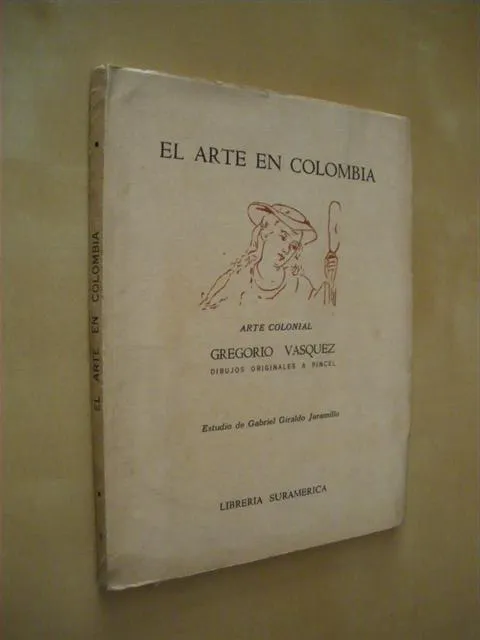 EL ARTE EN COLOMBIA
EL ARTE EN COLOMBIA
ARTE COLONIAL
GREGORIO VASQUEZ
DIBUJOS ORIGINALES A PINCEL
Estudio de Gabriel Giraldo Jaramillo
LIBRERIA SURAMERICA